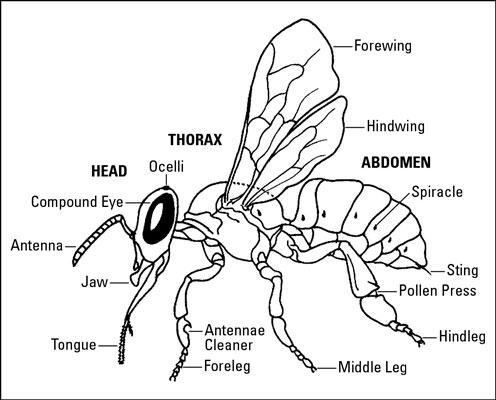 Forewing
Hindwing
THORAX
ABDOMEN
Ocelli
HEAD
Spiracle
Compound Eye
Antenna
Sting
Jaw
Pollen Press
Antennae
Cleaner
Hindleg
Tongue
Foreleg
Middle Leg